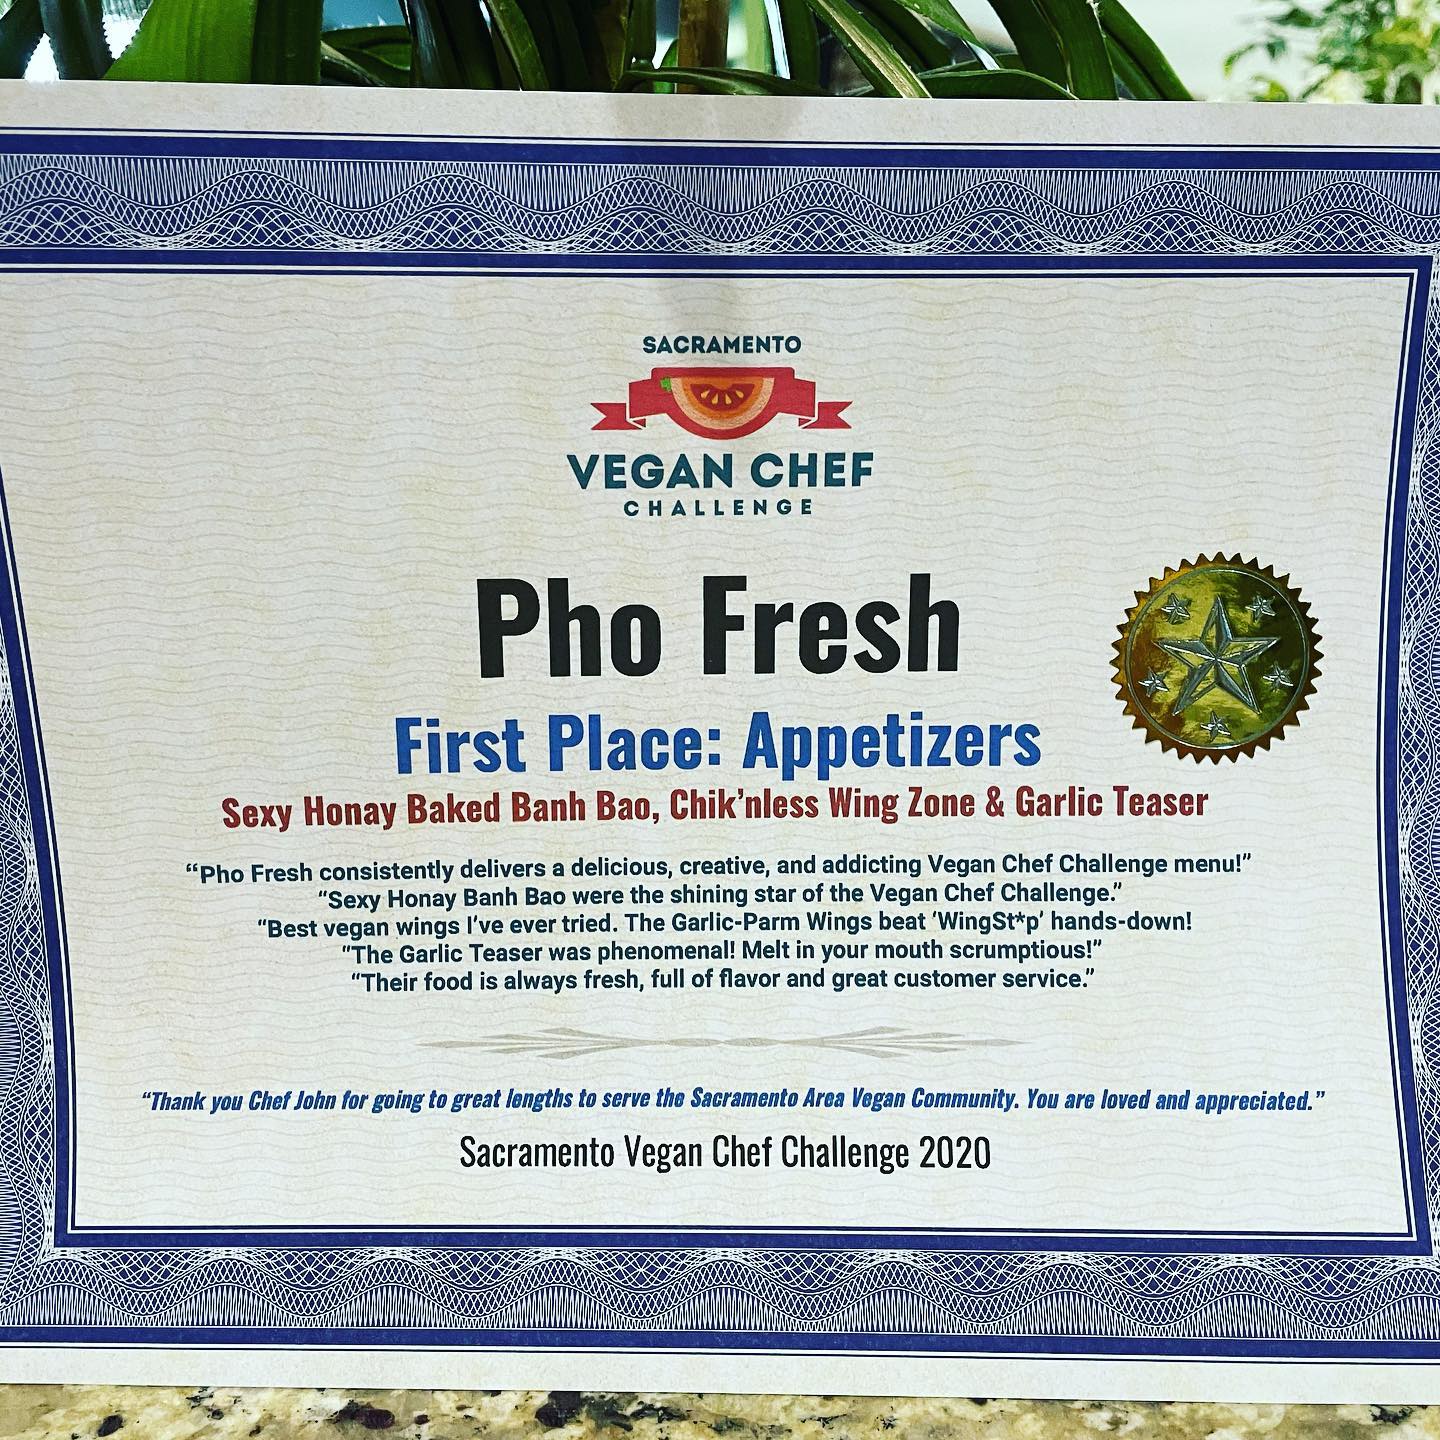 SACRAMENTO
VEGAN CHEF
CHALLENGE
Pho Fresh
First Place: Appetizers
Sexy Honay Baked Banh Bao, Chik'nless Wing Zone & Garlic Teaser
“Pho Fresh consistently delivers a delicious, creative, and addicting Vegan Chef Challenge menu!”
“Sexy Honay Banh Bao were the shining star of the Vegan Chef Challenge.”
“Best vegan wings I've ever tried. The Garlic-Parm Wings beat ‘WingSt*p’ hands-down!
“The Garlic Teaser was phenomenal! Melt in your mouth scrumptious!”
“Their food is always fresh, full of flavor and great customer service.”
“Thank you Chef John for going to great lengths to serve the Sacramento Area Vegan Community. You are loved and appreciated.”
Sacramento Vegan Chef Challenge 2020